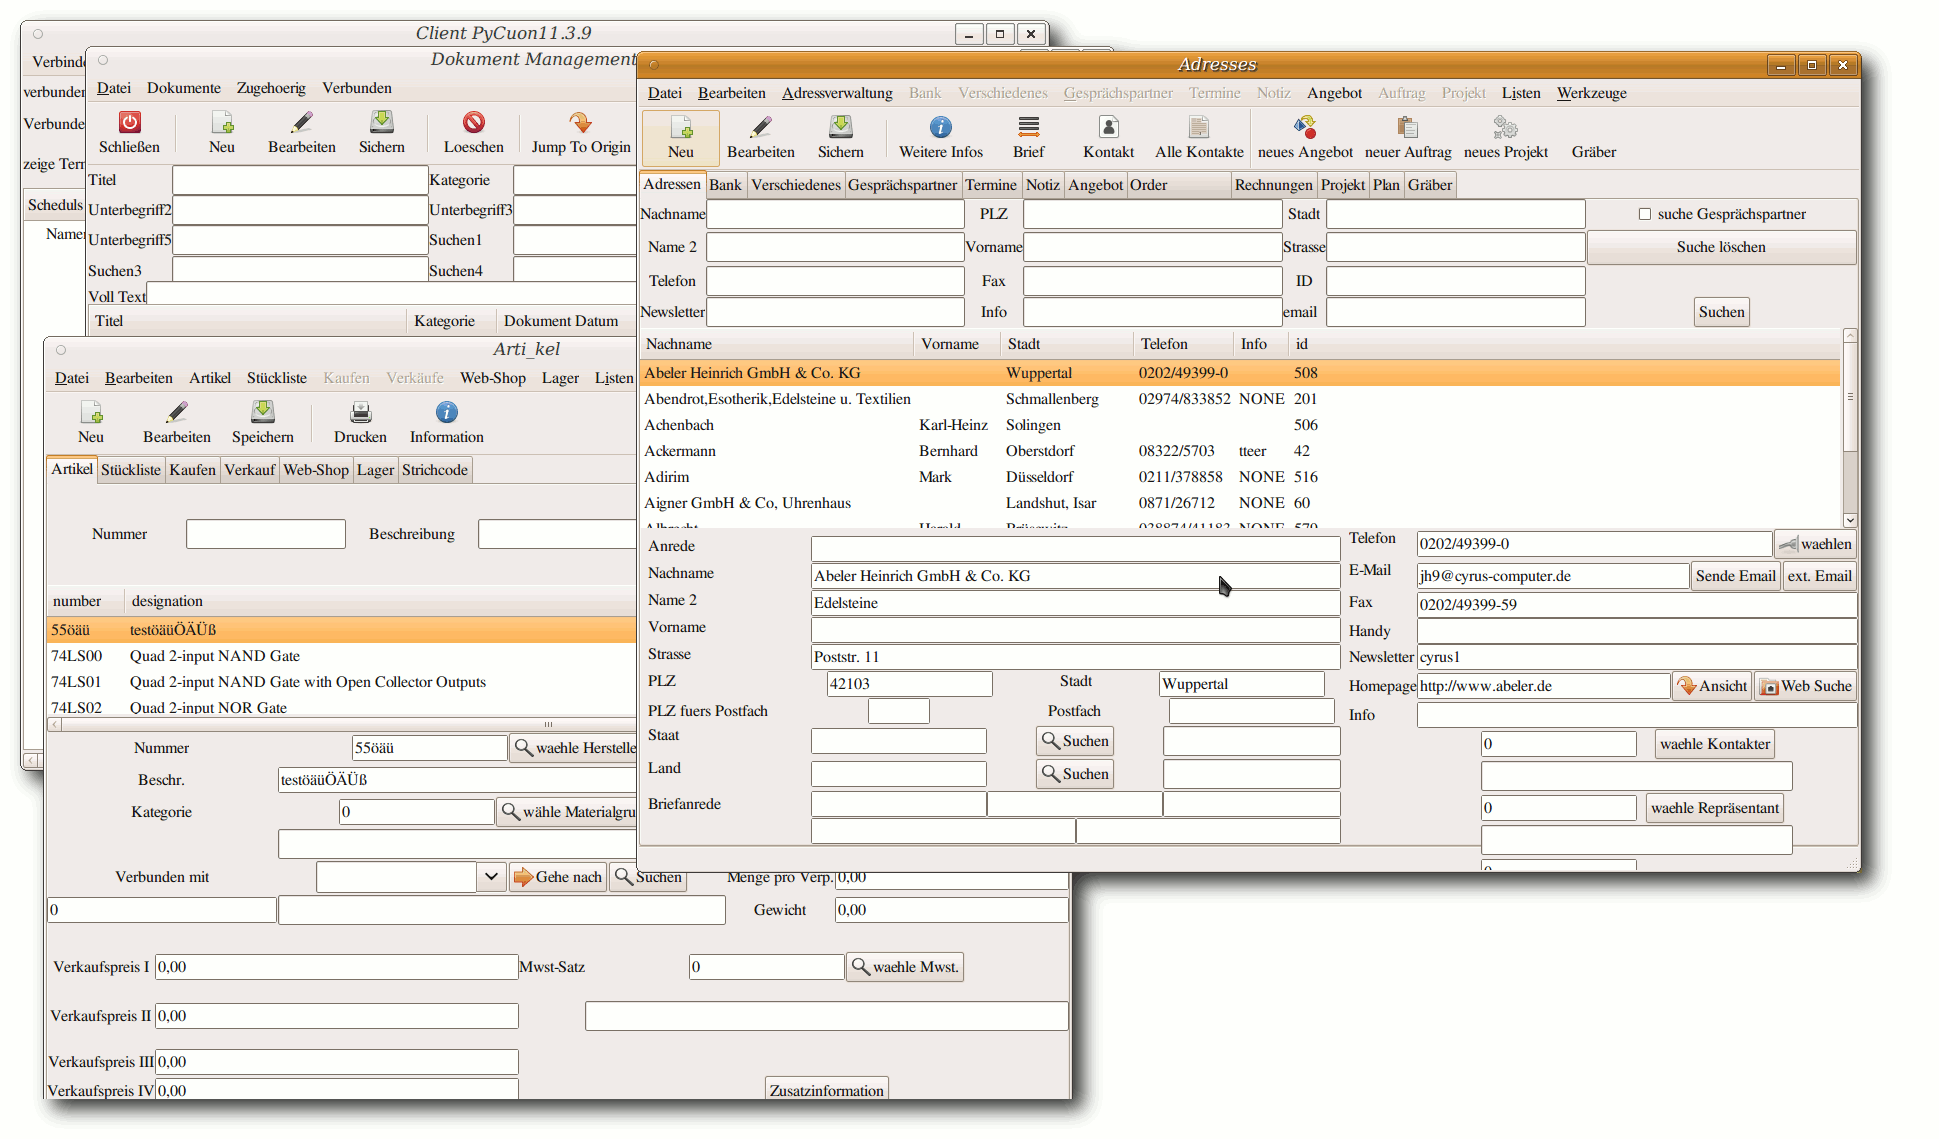 Client PyCuon11.3.9
Dokument Management
Datei Dokumente Zugehoerig Verbunden
Schließen Neu Bearbeiten Sichern Loeschen Jump To Origin
Titel Kategorie
Unterbegriff2 Unterbegriff3
Unterbegriff5 Suchen1
Suchen3 Suchen4
Voll Text
Titel Kategorie Dokument Datum
Scheduls
Arti_kel
Datei Bearbeiten Artikel Stückliste Kaufen Verkäufe Web-Shop Lager Listen
Neu Bearbeiten Speichern Drucken Information
Artikel Stückliste Kaufen Verkauf Web-Shop Lager Strichcode
Nummer Beschreibung
number designation
55öäü testöäüÖÄÜß
74LS00 Quad 2-input NAND Gate
74LS01 Quad 2-input NAND Gate with Open Collector Outputs
74LS02 Quad 2-input NOR Gate
Nummer 55öäü waehle Herstelle
Beschr. testöäüÖÄÜß
Kategorie 0 wähle Materialgru
Verbunden mit Gehe nach Suchen Menge pro Verp. 0,00
0 Gewicht 0,00
Verkaufspreis I 0,00 Mwst-Satz 0 waehle Mwst.
Verkaufspreis II 0,00
Verkaufspreis III 0,00
Verkaufspreis IV 0,00 Zusatzinformation
Adresses
Datei Bearbeiten Adressverwaltung Bank Verschiedenes Gesprächspartner Termine Notiz Angebot Auftrag Projekt Listen Werkzeuge
Neu Bearbeiten Sichern Weitere Infos Brief Kontakt Alle Kontakte neues Angebot neuer Auftrag neues Projekt Gräber
Adressen Bank Verschiedenes Gesprächspartner Termine Notiz Angebot Order Rechnungen Projekt Plan Gräber
Nachname PLZ Stadt suche Gesprächspartner
Name 2 Vorname Strasse Suche löschen
Telefon Fax ID
Newsletter Info email Suchen
Nachname Vorname Stadt Telefon Info id
Abeler Heinrich GmbH & Co. KG Wuppertal 0202/49399-0 508
Abendrot,Esotherik,Edelsteine u. Textilien Schmallenberg 02974/833852 NONE 201
Achenbach Karl-Heinz Solingen 506
Ackermann Bernhard Oberstdorf 08322/5703 tteer 42
Adirim Mark Düsseldorf 0211/378858 NONE 516
Aigner GmbH & Co, Uhrenhaus Landshut, Isar 0871/26712 NONE 60
Anrede
Nachname Abeler Heinrich GmbH & Co. KG
Name 2 Edelsteine
Vorname
Strasse Poststr. 11
PLZ 42103 Stadt Wuppertal
PLZ fuers Postfach Postfach
Staat Suchen
Land Suchen
Briefanrede
Telefon 0202/49399-0 waehlen
E-Mail jh9@cyrus-computer.de Sende Email ext. Email
Fax 0202/49399-59
Handy
Newsletter cyrus1
Homepage http://www.abeler.de Ansicht Web Suche
Info
0 waehle Kontakter
0 waehle Repräsentant